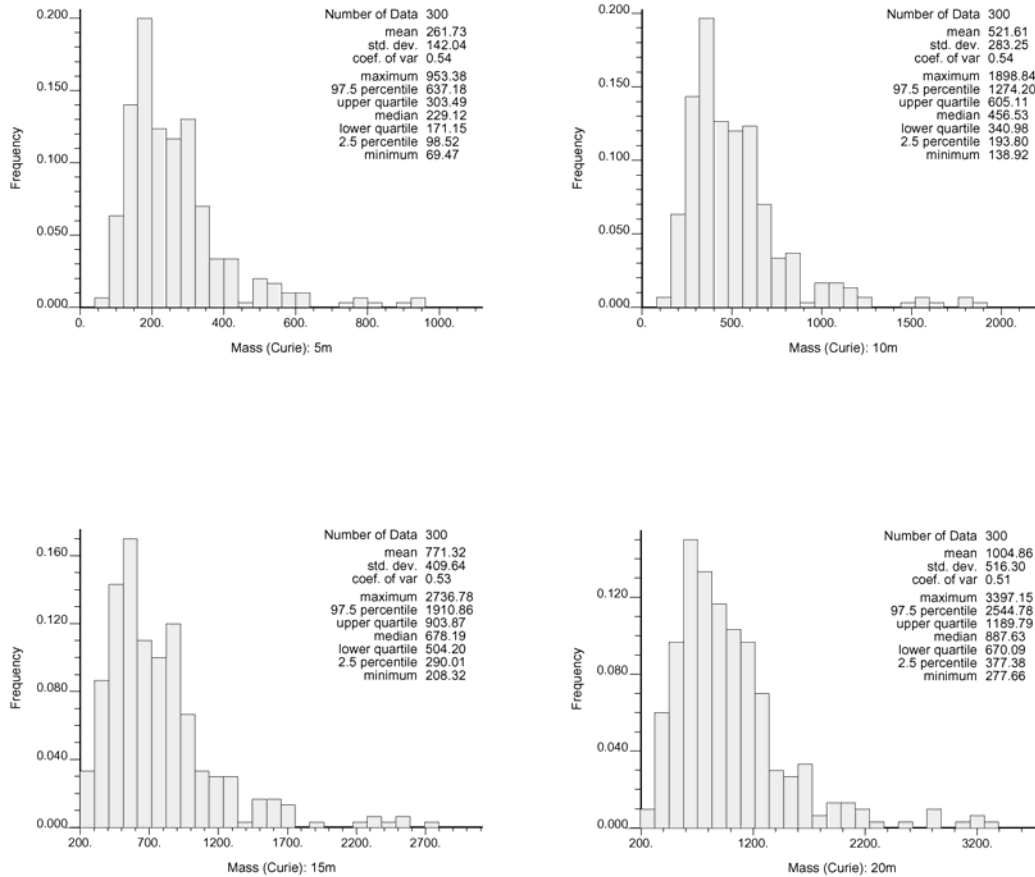 Number of Data 300
mean 261.73
std. dev. 142.04
coef. of var 0.54
maximum 953.38
97.5 percentile 637.18
upper quartile 303.49
median 229.12
lower quartile 171.15
2.5 percentile 98.52
minimum 69.47
Frequency
0.200
0.150
0.100
0.050
0.000
0. 200. 400. 600. 800. 1000.
Mass (Curie): 5m
Number of Data 300
mean 521.61
std. dev. 283.25
coef. of var 0.54
maximum 1898.84
97.5 percentile 1274.20
upper quartile 605.11
median 456.53
lower quartile 340.98
2.5 percentile 193.80
minimum 138.92
Frequency
0.200
0.150
0.100
0.050
0.000
0. 500. 1000. 1500. 2000.
Mass (Curie): 10m
Number of Data 300
mean 771.32
std. dev. 409.64
coef. of var 0.53
maximum 2736.78
97.5 percentile 1910.86
upper quartile 903.87
median 678.19
lower quartile 504.20
2.5 percentile 290.01
minimum 208.32
Frequency
0.160
0.120
0.080
0.040
0.000
200. 700. 1200. 1700. 2200. 2700.
Mass (Curie): 15m
Number of Data 300
mean 1004.86
std. dev. 516.30
coef. of var 0.51
maximum 3397.15
97.5 percentile 2544.78
upper quartile 1189.79
median 887.63
lower quartile 670.09
2.5 percentile 377.38
minimum 277.66
Frequency
0.120
0.080
0.040
0.000
200. 1200. 2200. 3200.
Mass (Curie): 20m